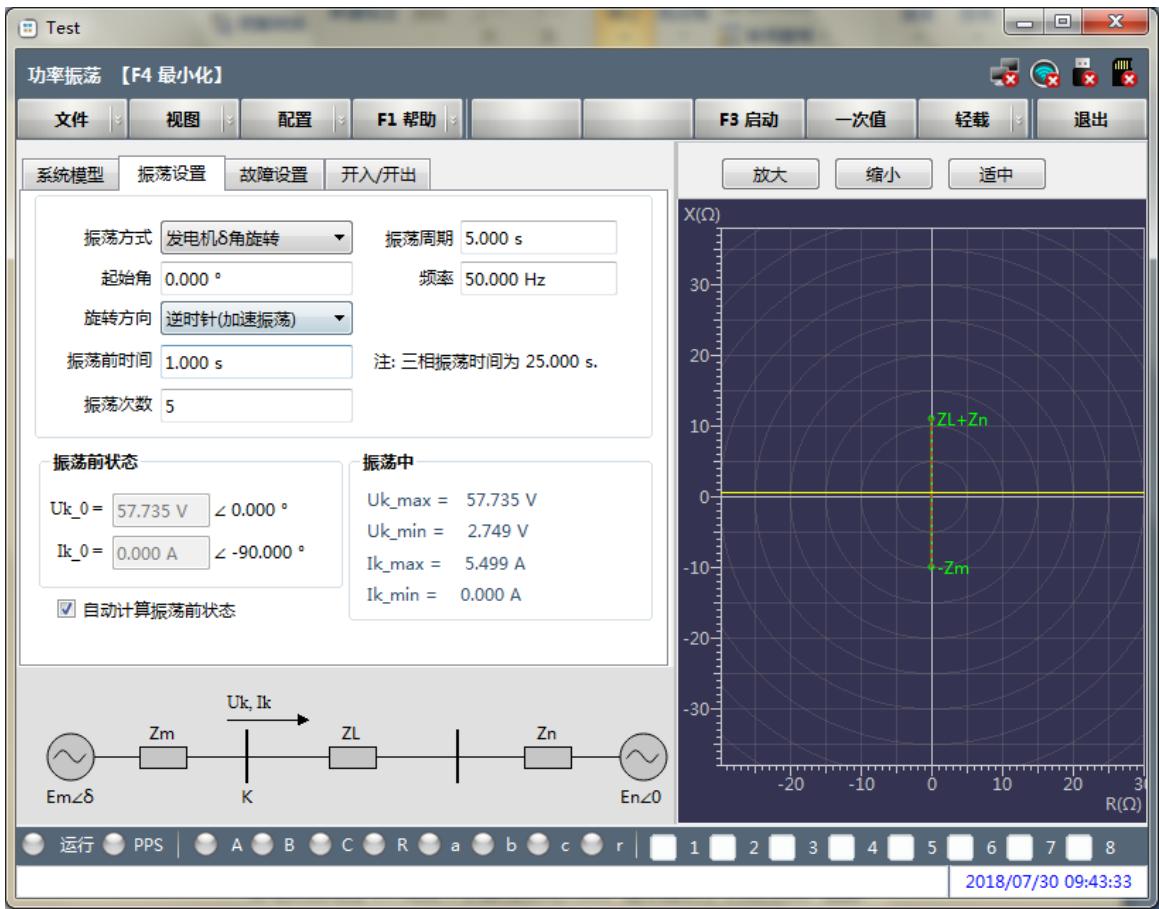 Test
功率振荡 【F4 最小化】
文件 视图 配置 F1 帮助 F3 启动 一次值 轻载 退出
系统模型 振荡设置 故障设置 开入/开出
放大 缩小 适中
振荡方式 发电机δ角旋转 振荡周期 5.000 s
起始角 0.000 ° 频率 50.000 Hz
旋转方向 逆时针(加速振荡)
振荡前时间 1.000 s 注: 三相振荡时间为 25.000 s.
振荡次数 5
振荡前状态
Uk_0 = 57.735 V ∠ 0.000 °
Ik_0 = 0.000 A ∠ -90.000 °
自动计算振荡前状态
振荡中
Uk_max = 57.735 V
Uk_min = 2.749 V
Ik_max = 5.499 A
Ik_min = 0.000 A
X(Ω)
30
20
10
0
-10
-20
-30
ZL+Zn
-Zm
-20 -10 0 10 20 3
R(Ω)
Uk, Ik
Zm ZL Zn
Em∠δ K En∠0
运行 PPS A B C R a b c r 1 2 3 4 5 6 7 8
2018/07/30 09:43:33